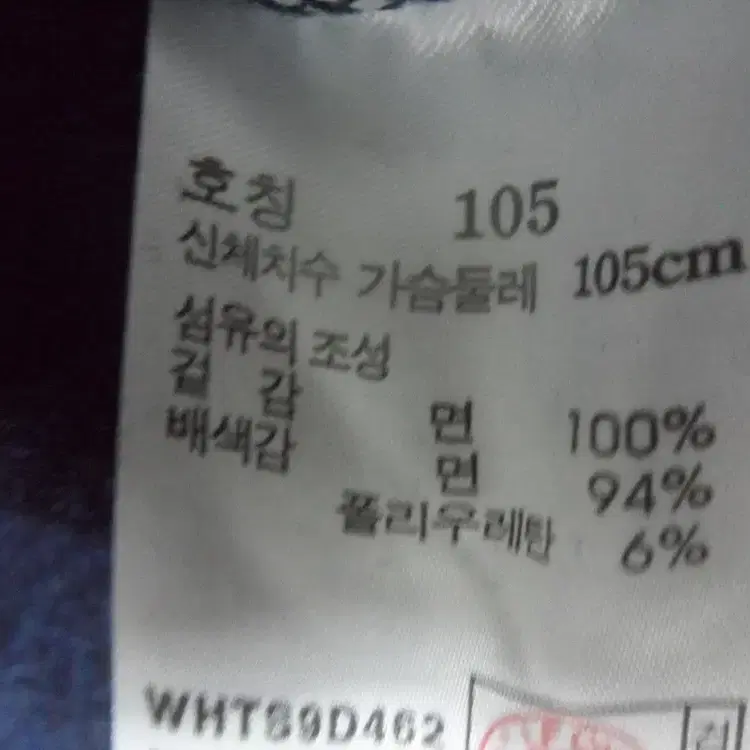 호칭 105
신체치수 가슴둘레 105cm
섬유의 조성
겉 감 면 100%
배색감 면 94%
폴리우레탄 6%
WHTS9D462